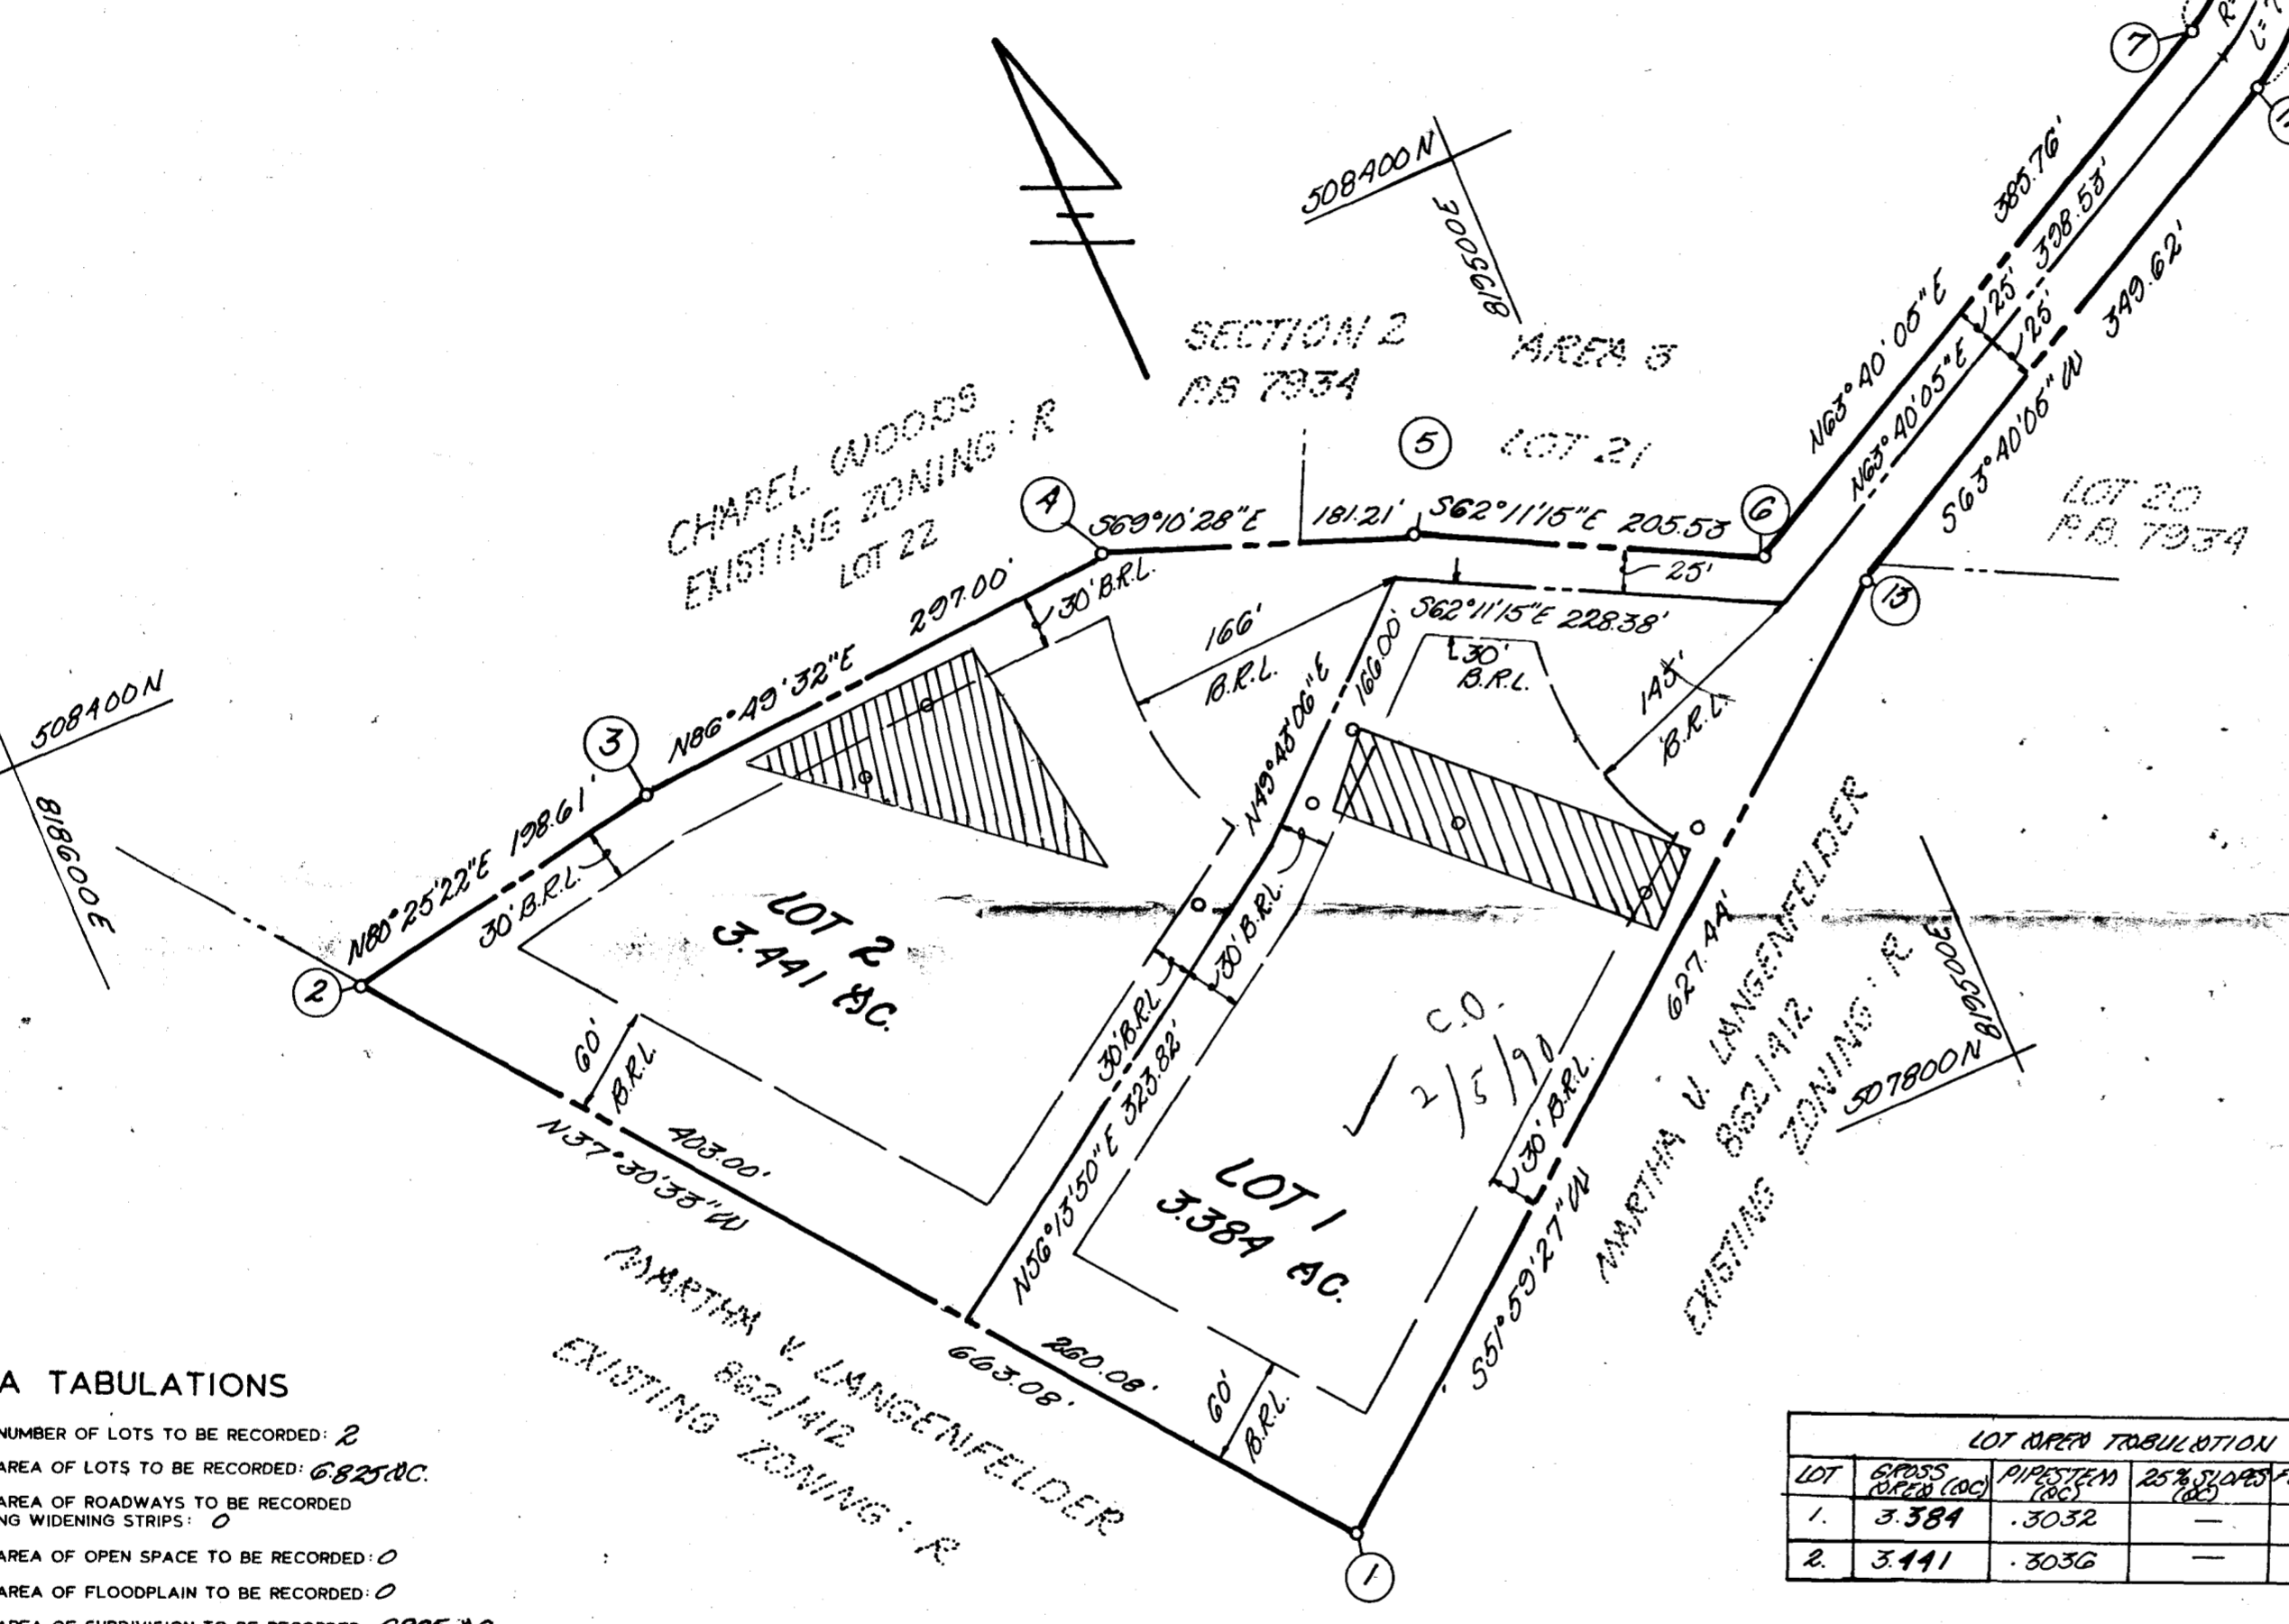 7
R=
L=
508400 N
819500E
385.76'
398.53'
349.62'
25'
25'
N63°40'05"E
N63°40'05"E
S63°40'05"W
SECTION 2
P.B. 7934
AREA 3
CHAPEL WOODS
EXISTING ZONING : R
LOT 22
4
S69°10'28"E
181.21'
5
LOT 21
S62°11'15"E 205.53
6
LOT 20
P.B. 7934
13
25'
S62°11'15"E 228.38'
297.00'
30' B.R.L.
166'
B.R.L.
166.00'
30'
B.R.L.
145'
B.R.L.
508400 N
818600E
3
N86°49'32"E
N49°43'06"E
198.61'
N80°25'22"E
30' B.R.L.
2
LOT 2
3.441 AC.
30' B.R.L.
30' B.R.L.
30' B.R.L.
N56°13'50"E 323.82'
C.O.
2/5/90
627.44'
MARTHA V. LANGENFELDER
862/412
EXISTING ZONING : R
819500E
507800 N
60'
B.R.L.
403.00'
N37°30'33"W
LOT 1
3.384 AC.
30' B.R.L.
S51°59'27"W
MARTHA V. LANGENFELDER
862/412
EXISTING ZONING : R
260.08'
663.08'
60'
B.R.L.
1
A TABULATIONS
NUMBER OF LOTS TO BE RECORDED: 2
AREA OF LOTS TO BE RECORDED: 6.825 AC.
AREA OF ROADWAYS TO BE RECORDED
NG WIDENING STRIPS: 0
AREA OF OPEN SPACE TO BE RECORDED: 0
AREA OF FLOODPLAIN TO BE RECORDED: 0
LOT AREA TABULATION
LOT GROSS AREA (AC) PIPESTEM (AC) 25% SLOPES (AC) F
1. 3.384 .3032 —
2. 3.441 .3036 —